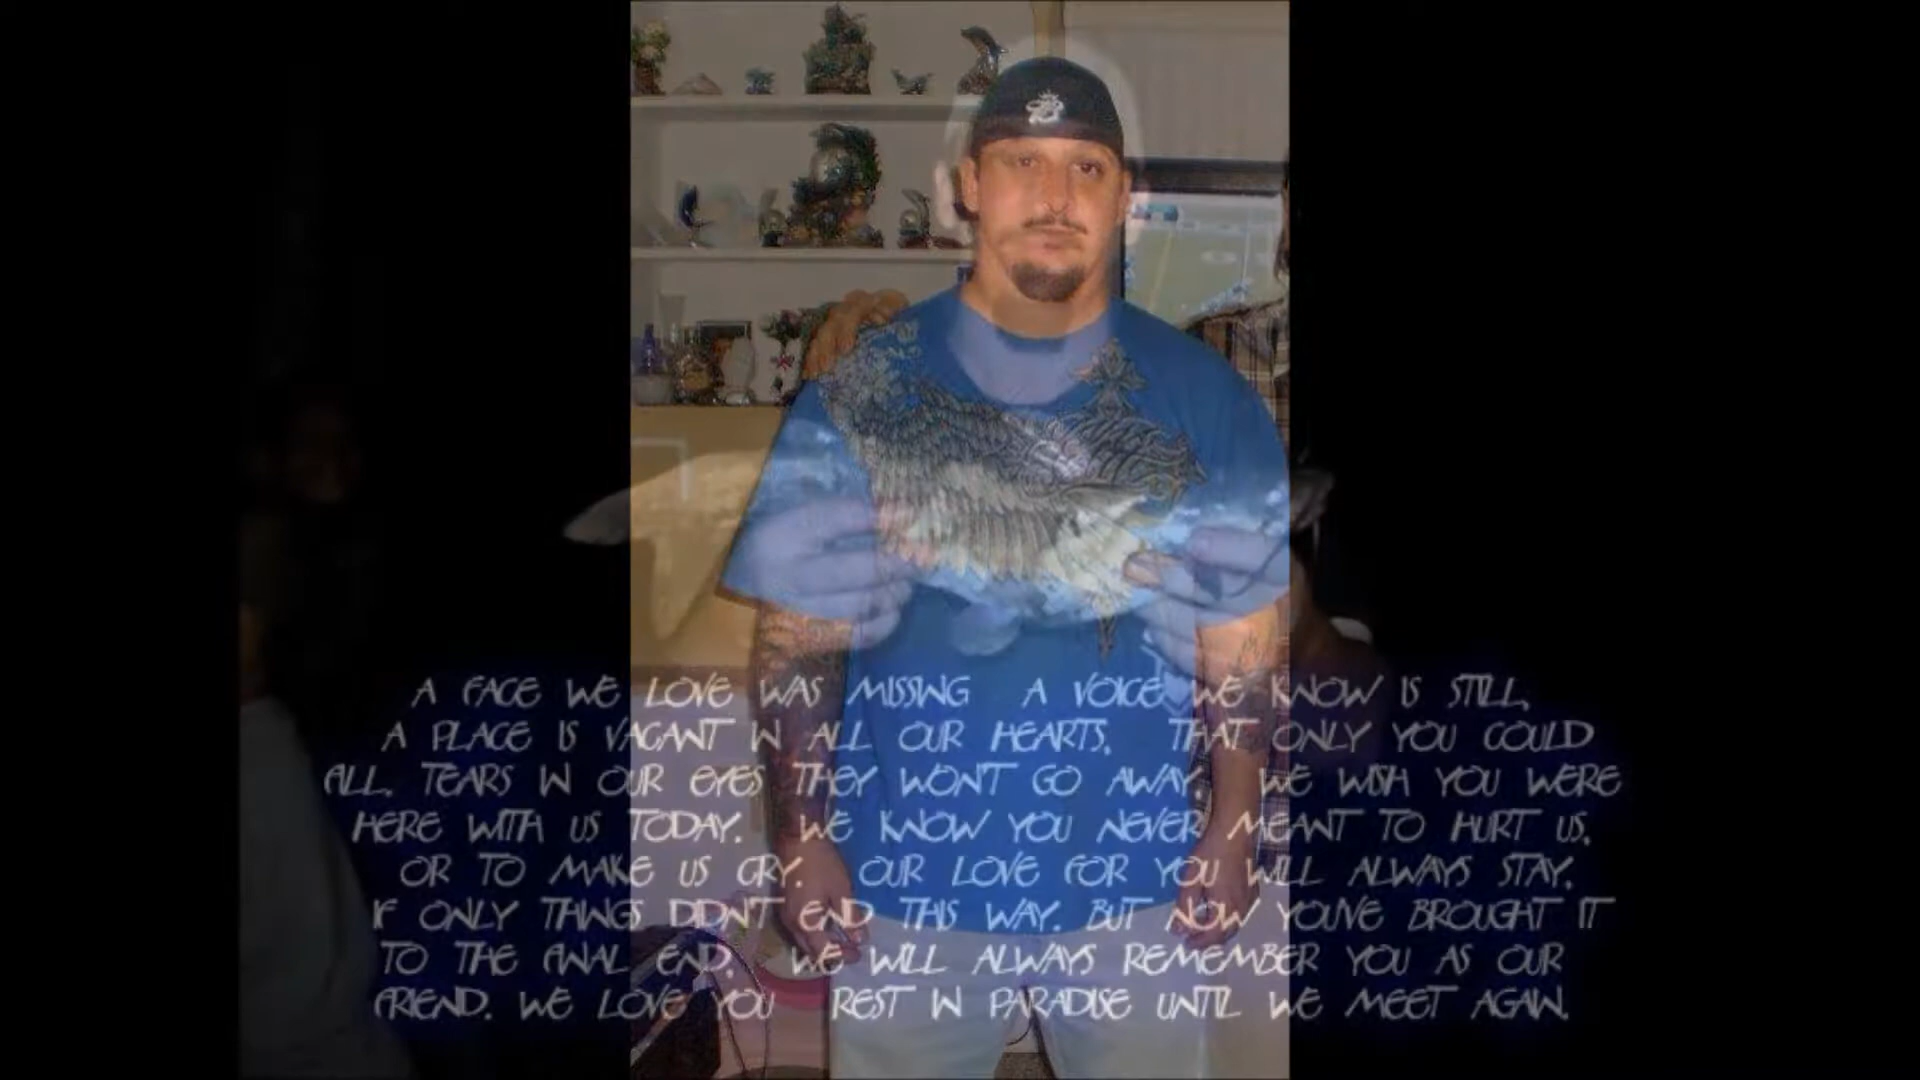 A FACE WE LOVE WAS MISSING A VOICE WE KNOW IS STILL,
A PLACE IS VACANT IN ALL OUR HEARTS, THAT ONLY YOU COULD
FILL. TEARS IN OUR EYES THEY WON'T GO AWAY, WE WISH YOU WERE
HERE WITH US TODAY. WE KNOW YOU NEVER MEANT TO HURT US,
OR TO MAKE US CRY. OUR LOVE FOR YOU WILL ALWAYS STAY,
IF ONLY THINGS DIDN'T END THIS WAY. BUT NOW YOU'VE BROUGHT IT
TO THE FINAL END, WE WILL ALWAYS REMEMBER YOU AS OUR
FRIEND. WE LOVE YOU REST IN PARADISE UNTIL WE MEET AGAIN.